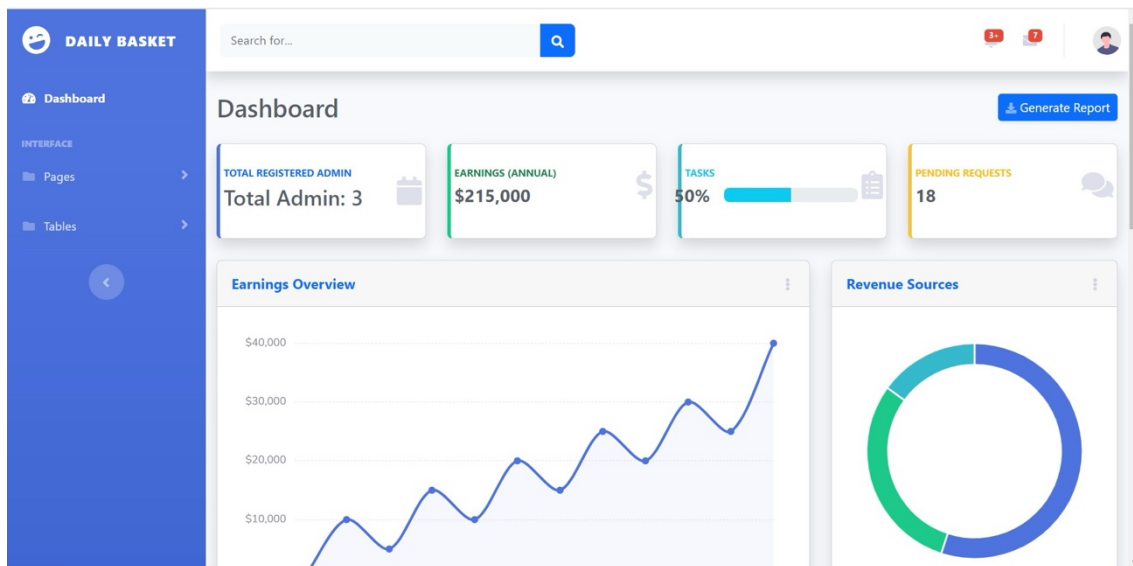 DAILY BASKET
Search for...
3+
7
Dashboard
INTERFACE
Pages
Tables
Dashboard
Generate Report
TOTAL REGISTERED ADMIN
Total Admin: 3
EARNINGS (ANNUAL)
$215,000
TASKS
50%
PENDING REQUESTS
18
Earnings Overview
$40,000
$30,000
$20,000
$10,000
Revenue Sources